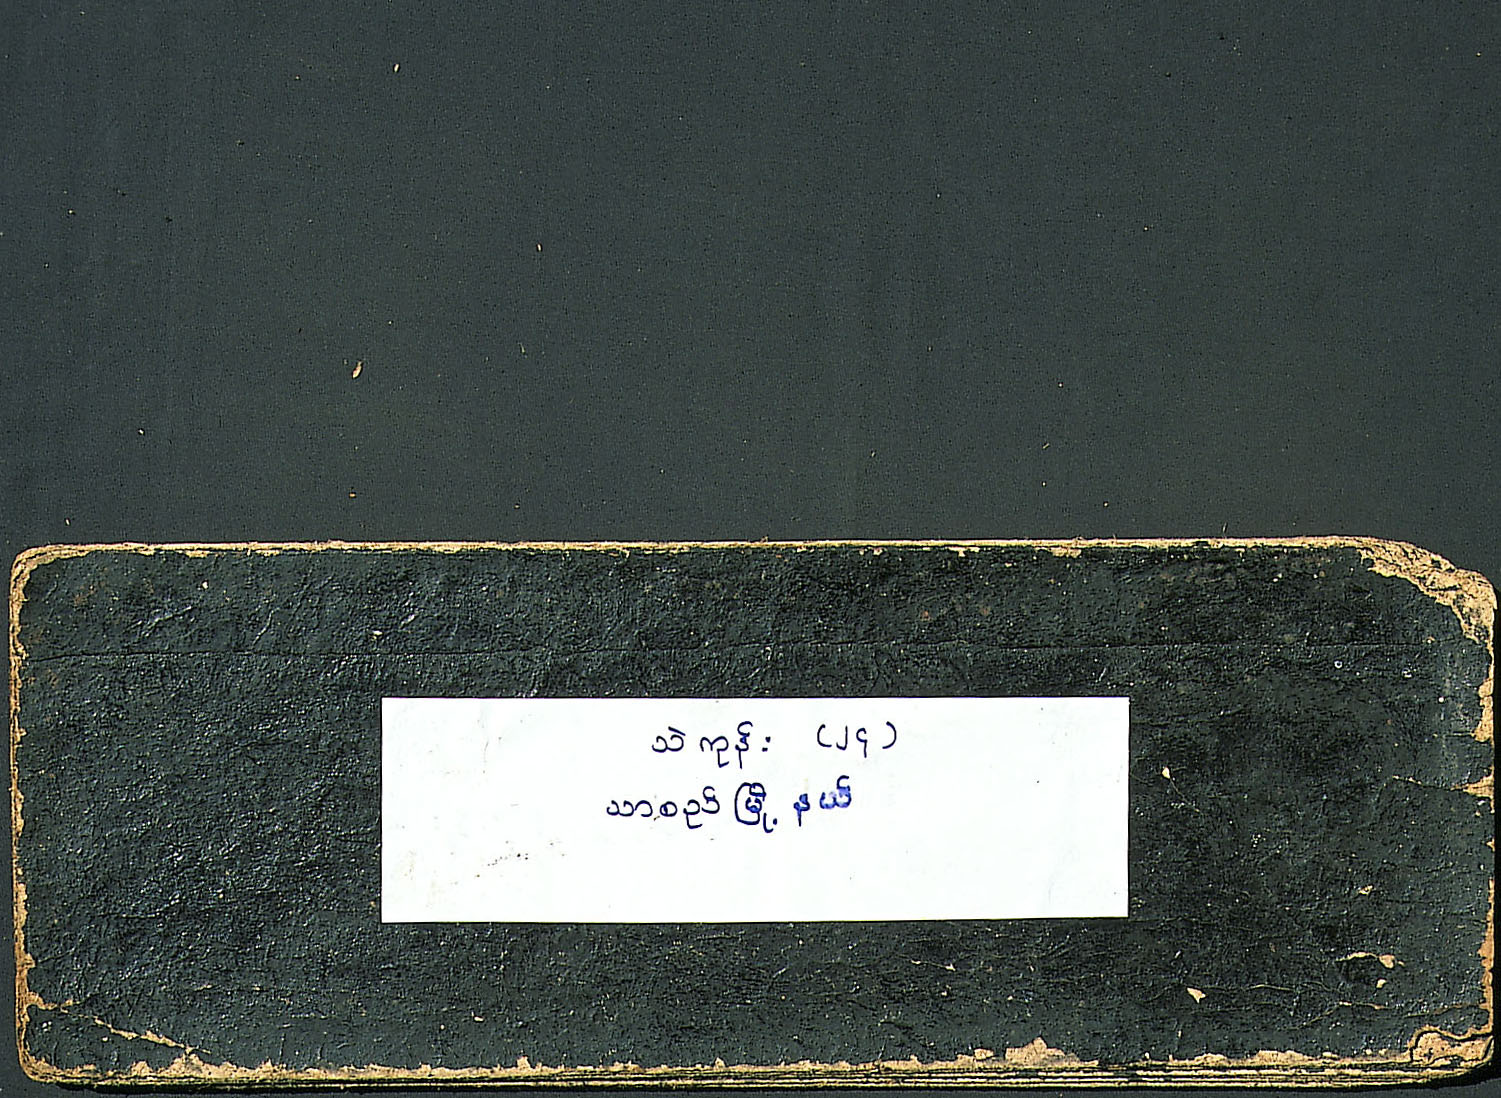 သဲ ကုန်း (၂၄)
သာစည် မြို့ နယ်